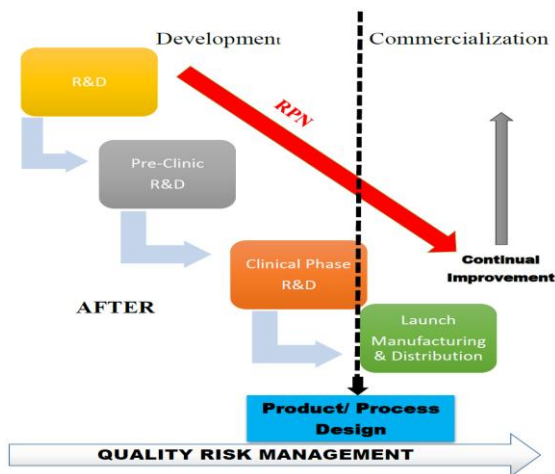 Development
Commercialization
R&D
RPN
Pre-Clinic
R&D
Clinical Phase
R&D
Continual
Improvement
AFTER
Launch
Manufacturing
& Distribution
Product/ Process
Design
QUALITY RISK MANAGEMENT